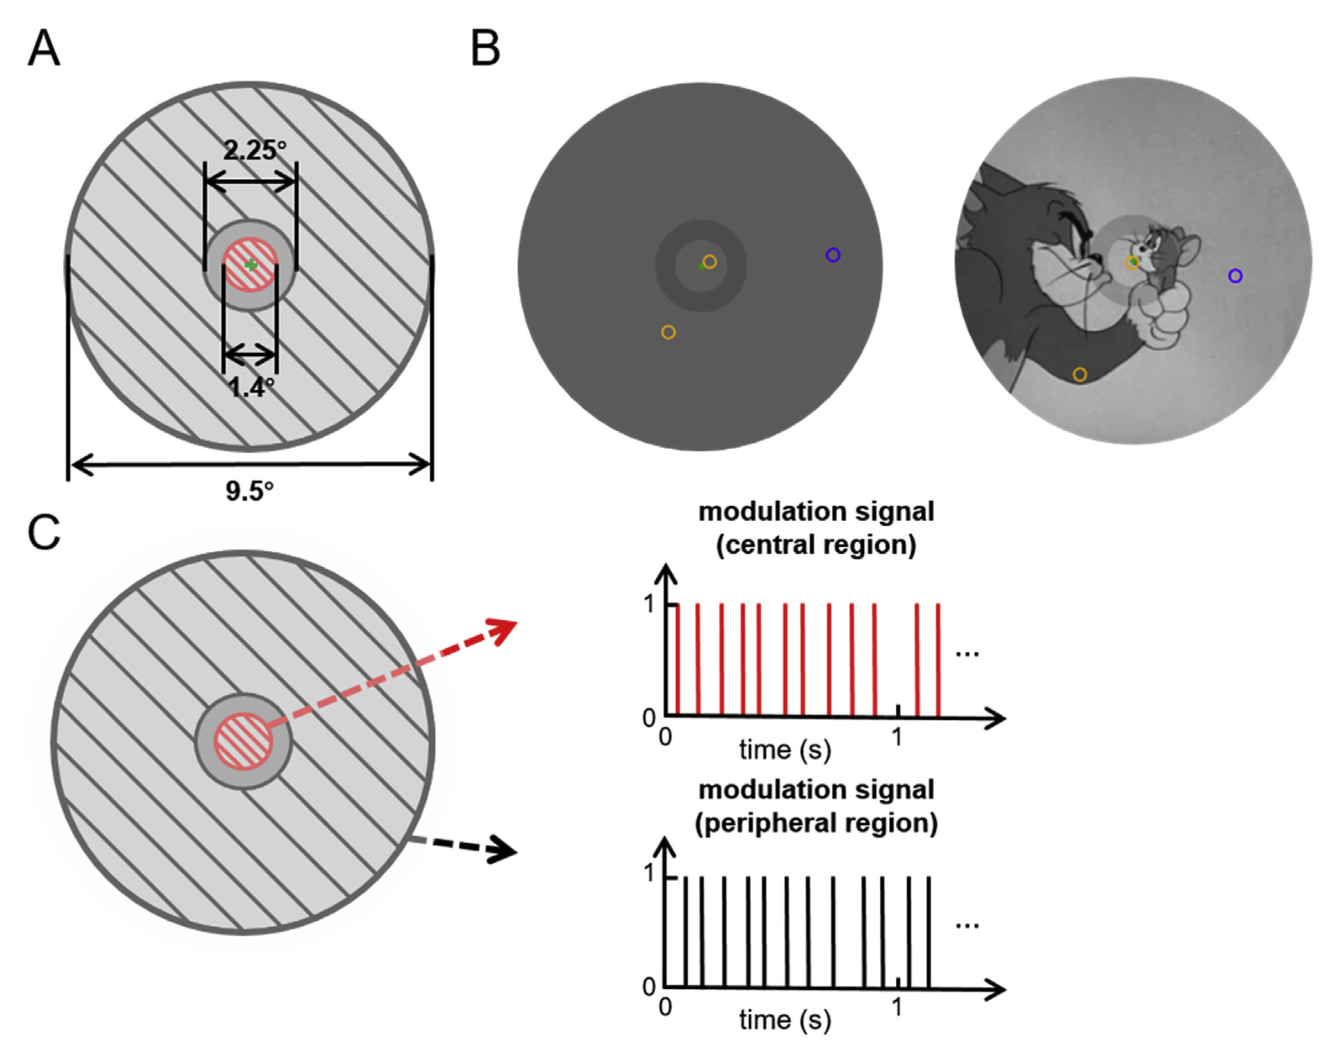 A
B
2.25°
1.4°
9.5°
C
modulation signal
(central region)
1
0
0
1
time (s)
...
modulation signal
(peripheral region)
1
0
0
1
time (s)
...